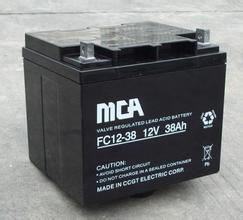 MCA
VALVE REGULATED LEAD ACID BATTERY
FC12-38 12V 38Ah
CAUTION:
● AVOID SHORT CIRCUIT
● DO NOT CHARGE IN A SEALED CONTAINER
MADE IN CCGT ELECTRIC CORP.